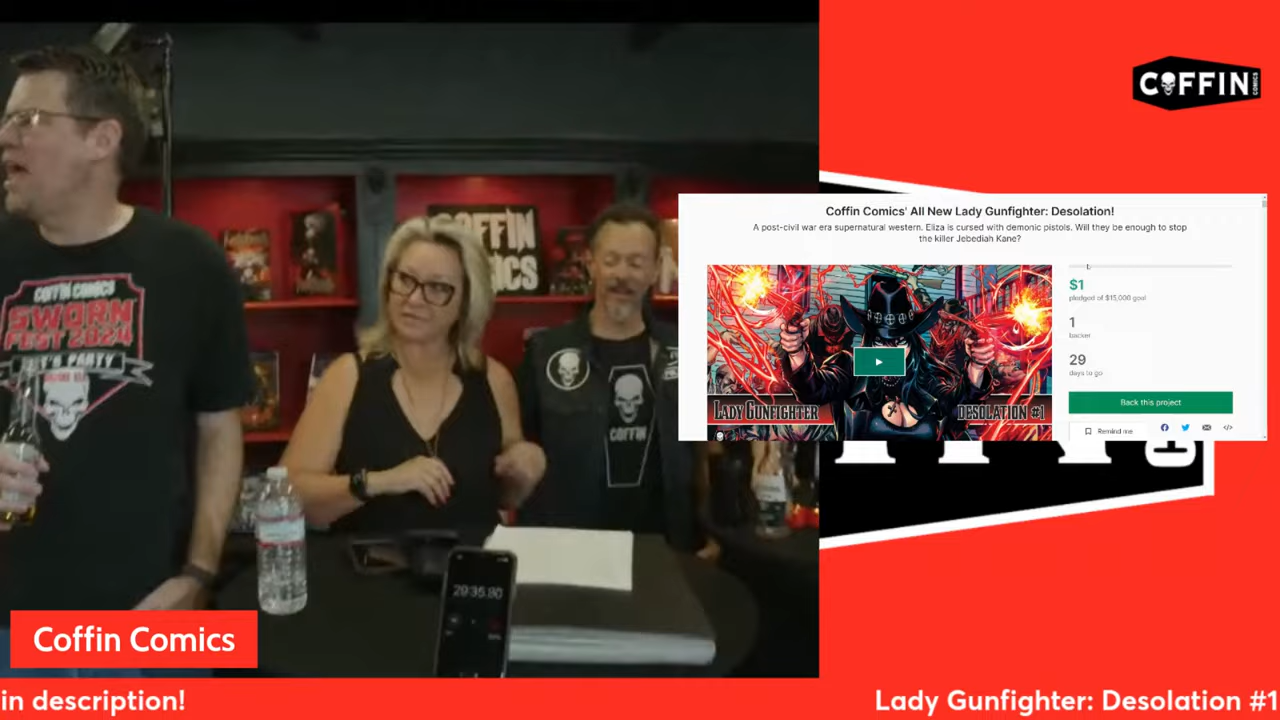 COFFIN
COMICS
Coffin Comics' All New Lady Gunfighter: Desolation!
A post-civil war era supernatural western. Eliza is cursed with demonic pistols. Will they be enough to stop
the killer Jebediah Kane?
$1
pledged of $15,000 goal
1
backer
29
days to go
Back this project
Remind me
LADY GUNFIGHTER
DESOLATION #1
COFFIN
COMICS
COFFIN COMICS
SWORN
FEST 2024
COFFIN
29:35.80
Coffin Comics
in description!
Lady Gunfighter: Desolation #1